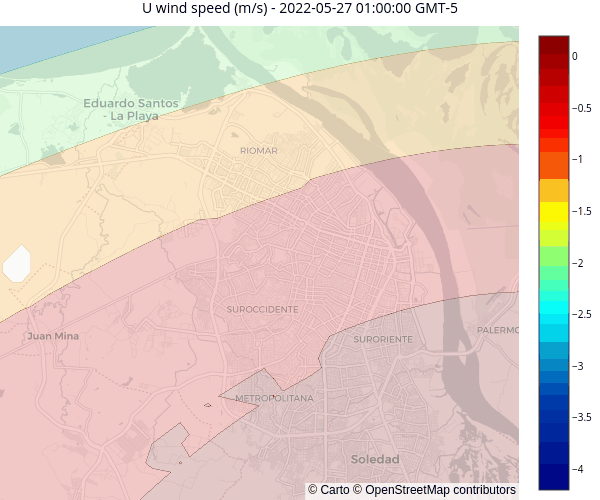 U wind speed (m/s) - 2022-05-27 01:00:00 GMT-5
0
−0.5
−1
−1.5
−2
−2.5
−3
−3.5
−4
Eduardo Santos
- La Playa
RIOMAR
SUROCCIDENTE
Juan Mina
SURORIENTE
PALERMO
METROPOLITANA
Soledad
© Carto © OpenStreetMap contributors